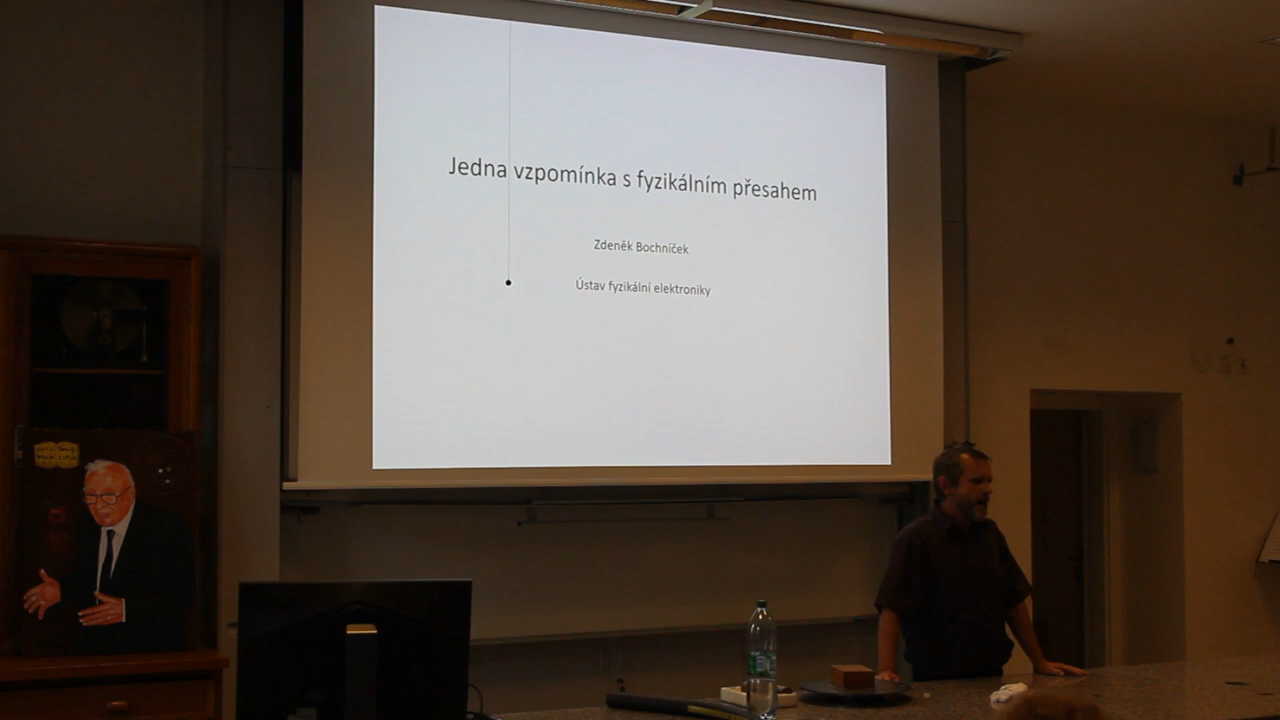 Jedna vzpomínka s fyzikálním přesahem
Zdeněk Bochníček
Ústav fyzikální elektroniky